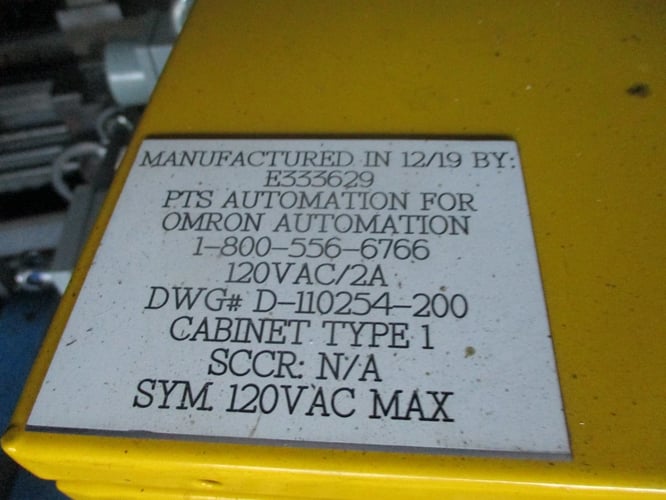 MANUFACTURED IN 12/19 BY:
E333629
PTS AUTOMATION FOR
OMRON AUTOMATION
1-800-556-6766
120VAC/2A
DWG# D-110254-200
CABINET TYPE 1
SCCR: N/A
SYM. 120VAC MAX